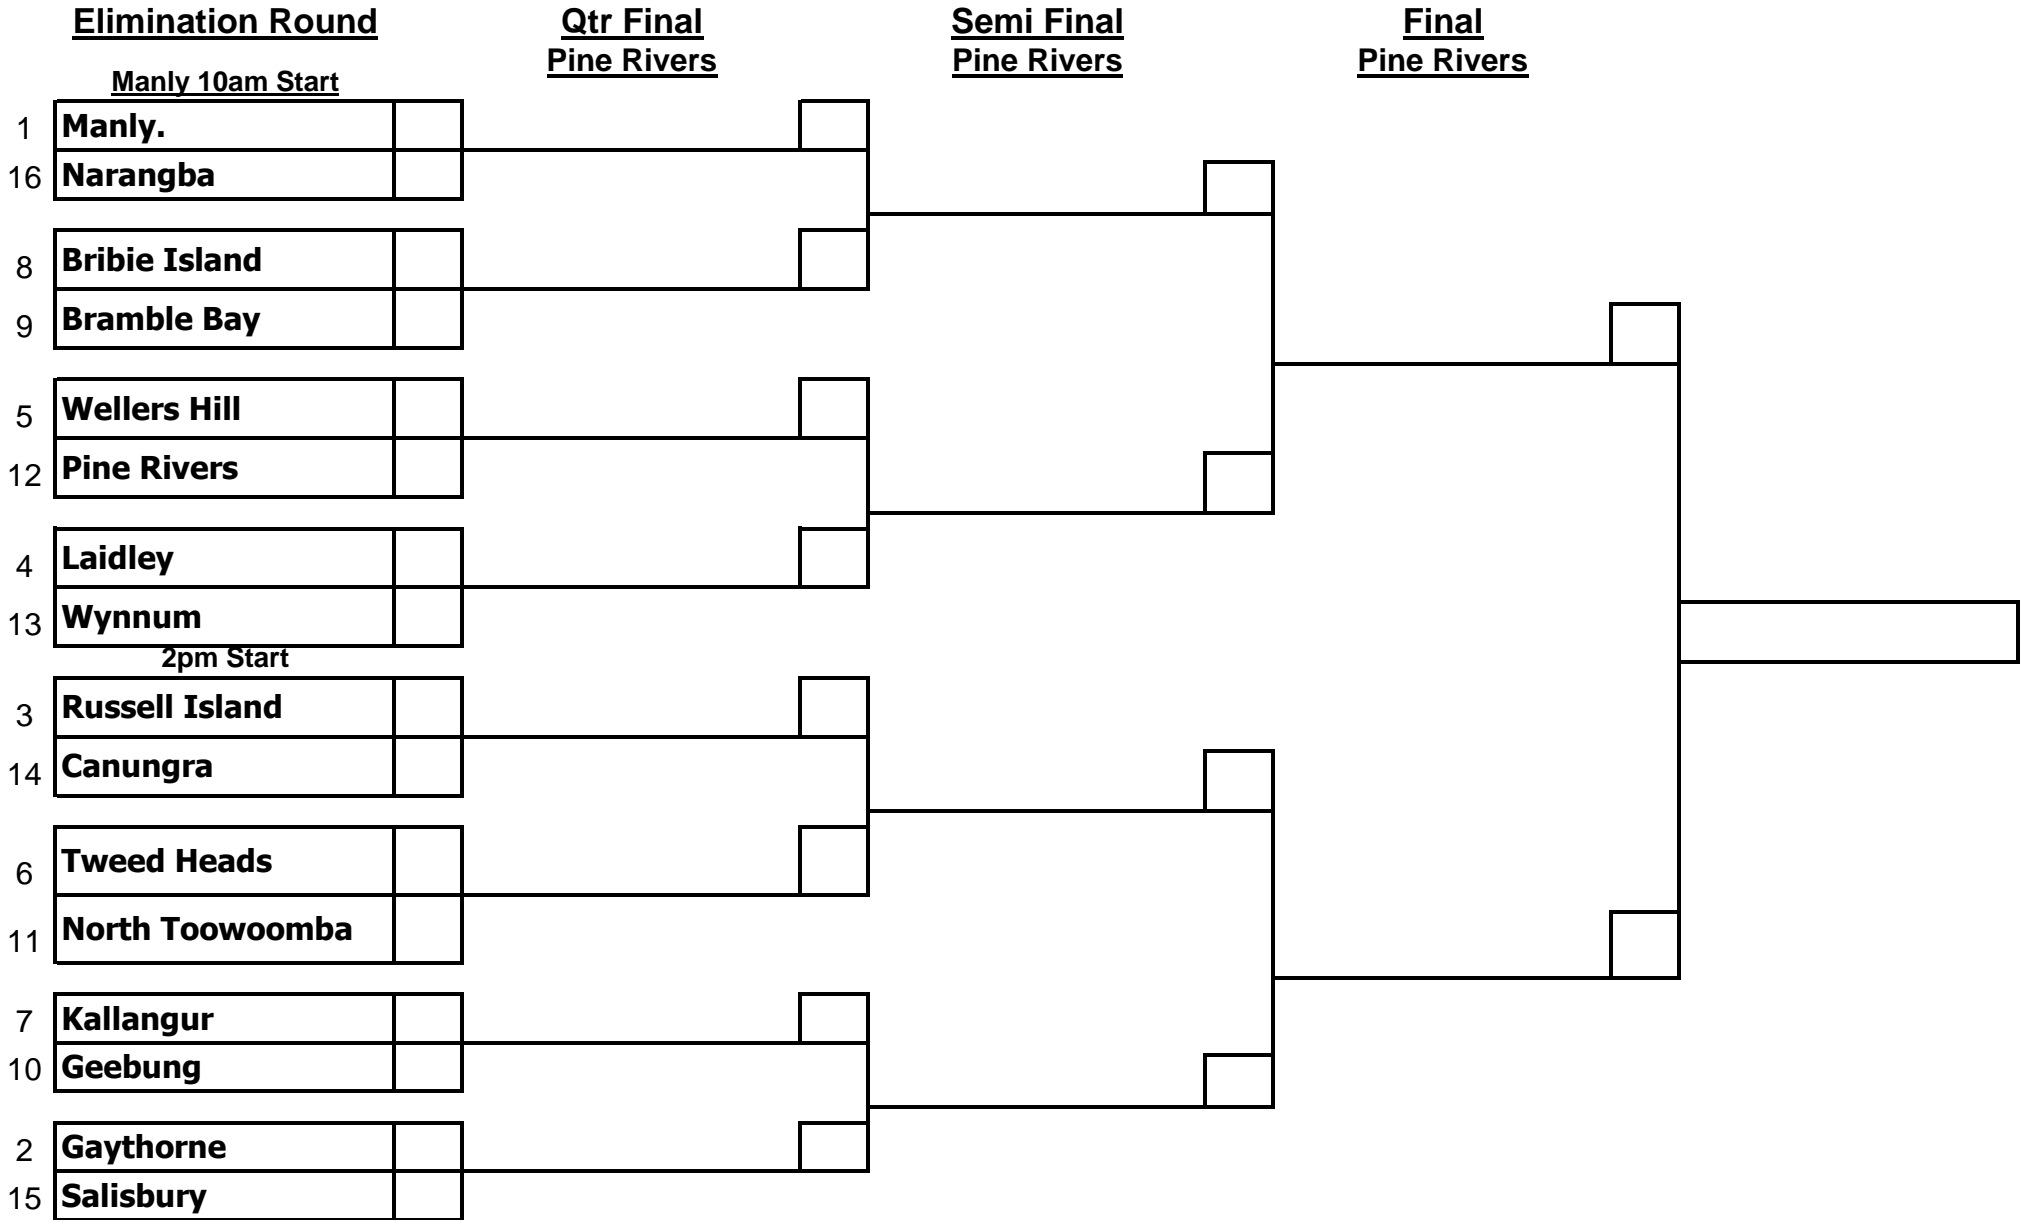 Elimination Round Qtr Final Semi Final Final
Pine Rivers Pine Rivers Pine Rivers
Manly 10am Start
1 Manly.
16 Narangba
8 Bribie Island
9 Bramble Bay
5 Wellers Hill
12 Pine Rivers
4 Laidley
13 Wynnum
2pm Start
3 Russell Island
14 Canungra
6 Tweed Heads
11 North Toowoomba
7 Kallangur
10 Geebung
2 Gaythorne
15 Salisbury